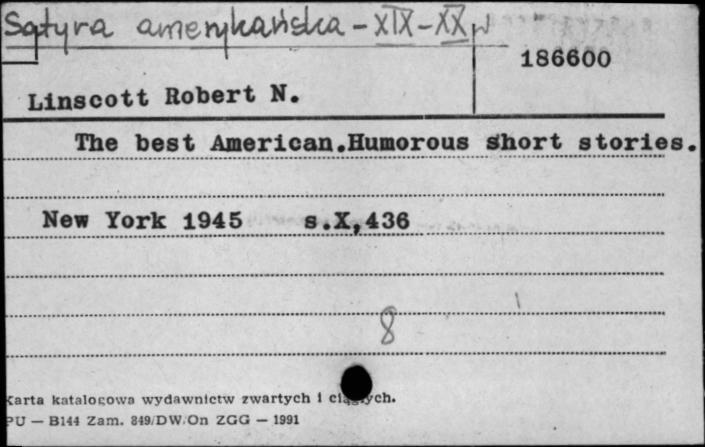 Satyra amerykańska - XIX - XX w
186600
Linscott Robert N.
The best American.Humorous short stories.
New York 1945 s.X,436
8
Karta katalogowa wydawnictw zwartych i ciągłych.
PU — B144 Zam. 849/DW/On ZGG — 1991